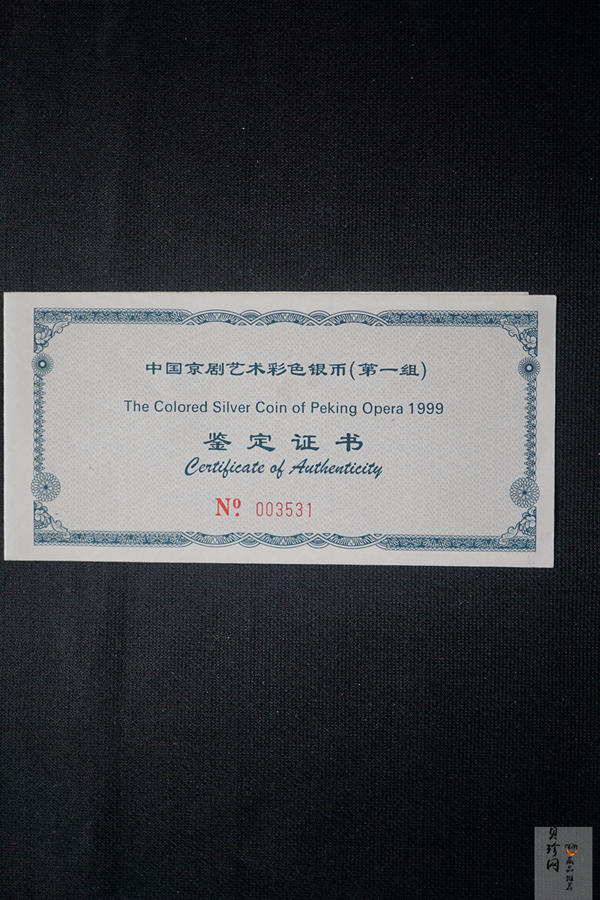 中国京剧艺术彩色银币(第一组)
The Colored Silver Coin of Peking Opera 1999
鉴定证书
Certificate of Authenticity
Nº 003531
贝珍网